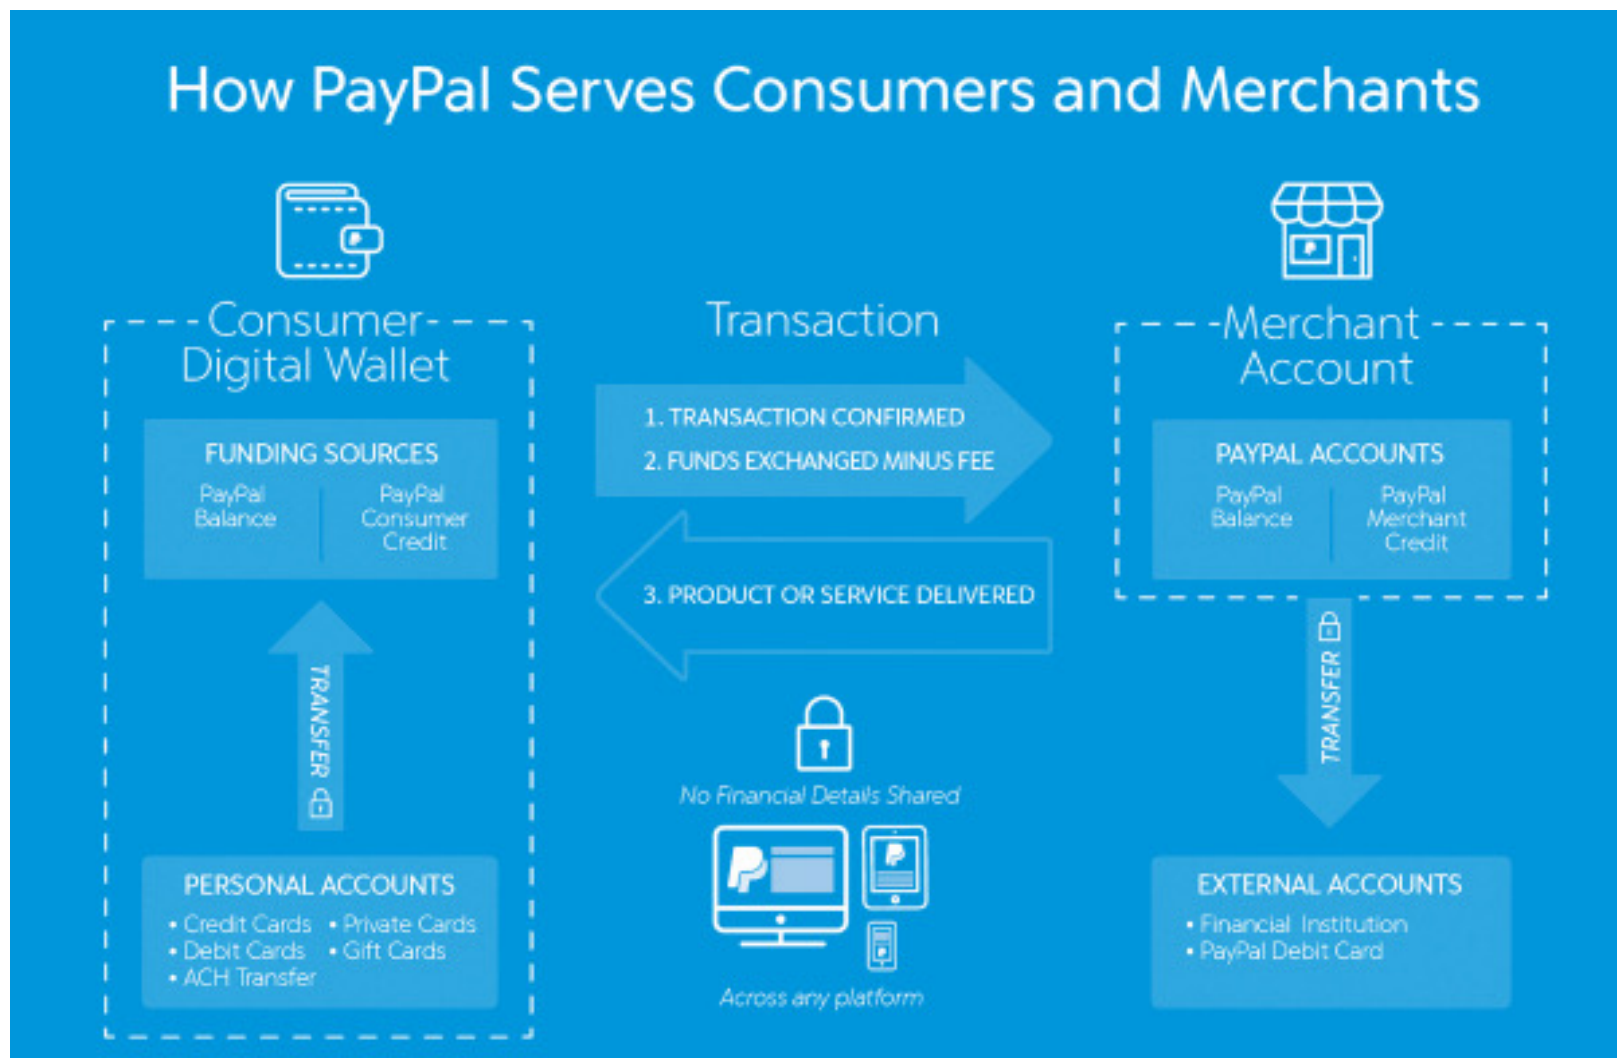 How PayPal Serves Consumers and Merchants
Consumer
Digital Wallet
FUNDING SOURCES
PayPal
Balance
PayPal
Consumer
Credit
TRANSFER
PERSONAL ACCOUNTS
• Credit Cards
• Debit Cards
• ACH Transfer
• Private Cards
• Gift Cards
Transaction
1. TRANSACTION CONFIRMED
2. FUNDS EXCHANGED MINUS FEE
3. PRODUCT OR SERVICE DELIVERED
No Financial Details Shared
Across any platform
Merchant
Account
PAYPAL ACCOUNTS
PayPal
Balance
PayPal
Merchant
Credit
TRANSFER
EXTERNAL ACCOUNTS
• Financial Institution
• PayPal Debit Card